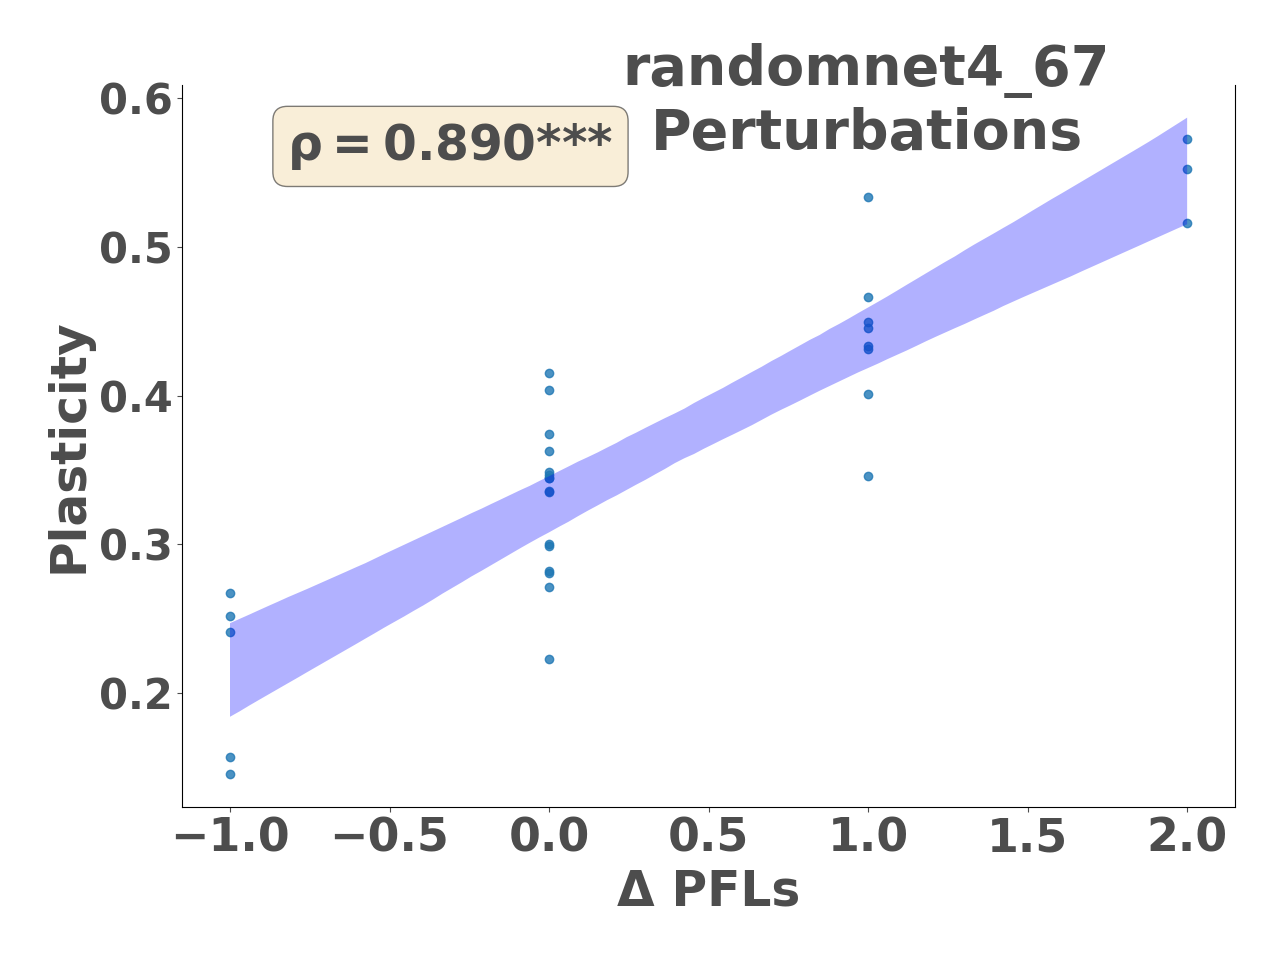 randomnet4_67
Perturbations
ρ = 0.890***
0.6
0.5
0.4
0.3
0.2
Plasticity
−1.0 −0.5 0.0 0.5 1.0 1.5 2.0
Δ PFLs